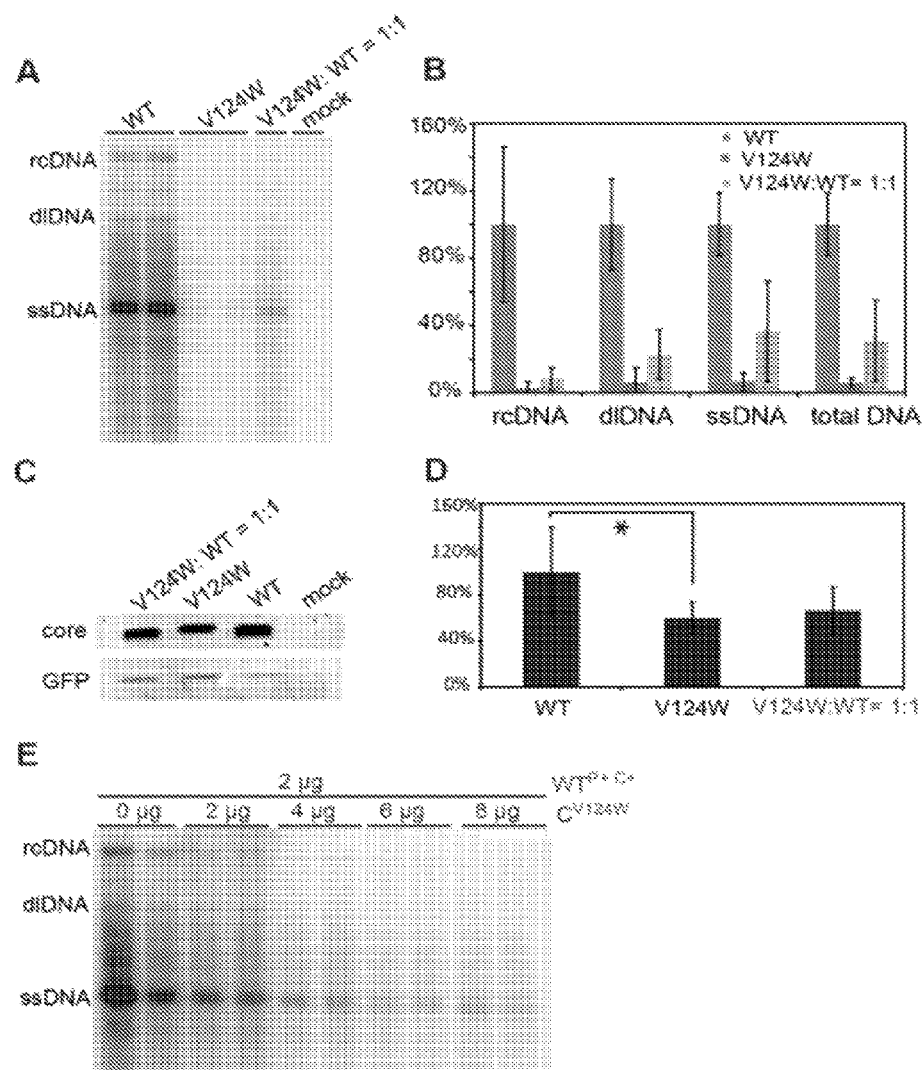 A
WT
V124W
V124W: WT = 1:1
mock
rcDNA
dlDNA
ssDNA
B
160%
120%
80%
40%
0%
WT
V124W
V124W:WT= 1:1
rcDNA
dlDNA
ssDNA
total DNA
C
V124W: WT = 1:1
V124W
WT
mock
core
GFP
D
160%
120%
80%
40%
0%
*
WT
V124W
V124W:WT= 1:1
E
2 µg
WTP+ C+
0 µg
2 µg
4 µg
6 µg
8 µg
CV124W
rcDNA
dlDNA
ssDNA